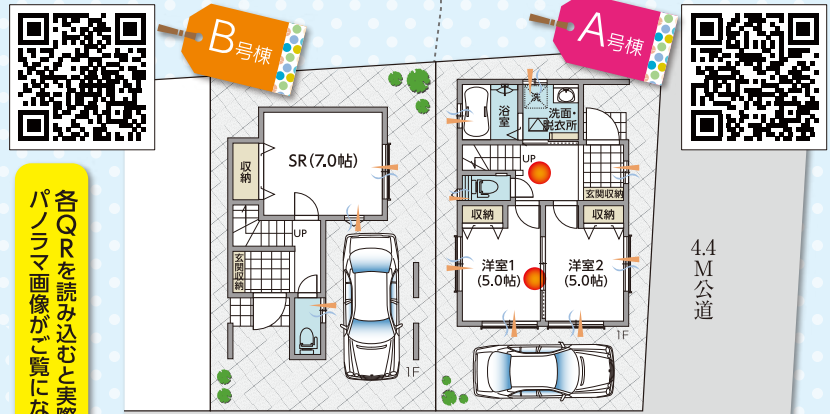 B号棟
A号棟
各QRを読み込むと実際
パノラマ画像がご覧にな
SR(7.0帖)
収納
UP
玄関収納
1F
浴室
洗
洗面・
脱衣所
UP
玄関収納
収納
収納
洋室1
(5.0帖)
洋室2
(5.0帖)
1F
4.4M公道